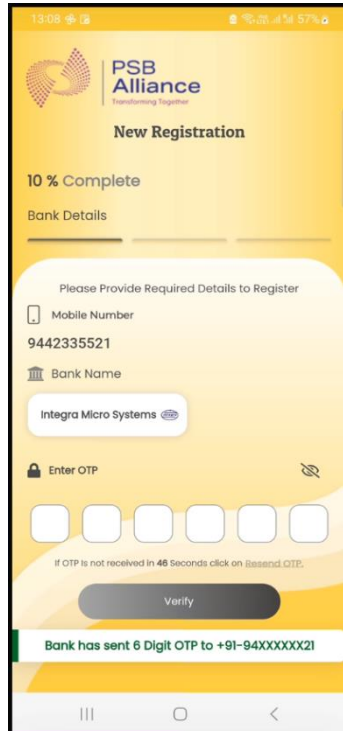 13:08 57%
PSB
Alliance
Transforming Together
New Registration
10 % Complete
Bank Details
Please Provide Required Details to Register
Mobile Number
9442335521
Bank Name
Integra Micro Systems
Enter OTP
If OTP is not received in 46 Seconds click on Resend OTP.
Verify
Bank has sent 6 Digit OTP to +91-94XXXXXX21